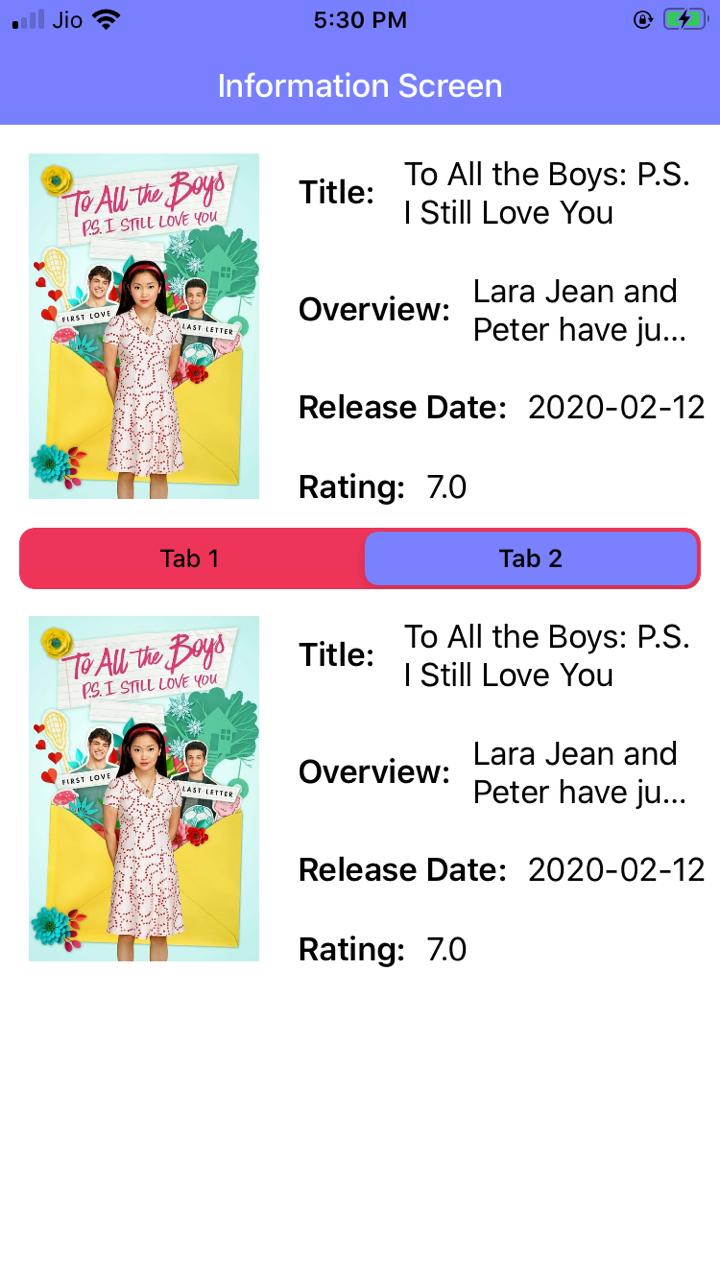 Jio 5:30 PM
Information Screen
To All the Boys
P.S. I STILL LOVE YOU
FIRST LOVE
LAST LETTER
Title: To All the Boys: P.S.
I Still Love You
Overview: Lara Jean and
Peter have ju...
Release Date: 2020-02-12
Rating: 7.0
Tab 1 Tab 2
To All the Boys
P.S. I STILL LOVE YOU
FIRST LOVE
LAST LETTER
Title: To All the Boys: P.S.
I Still Love You
Overview: Lara Jean and
Peter have ju...
Release Date: 2020-02-12
Rating: 7.0